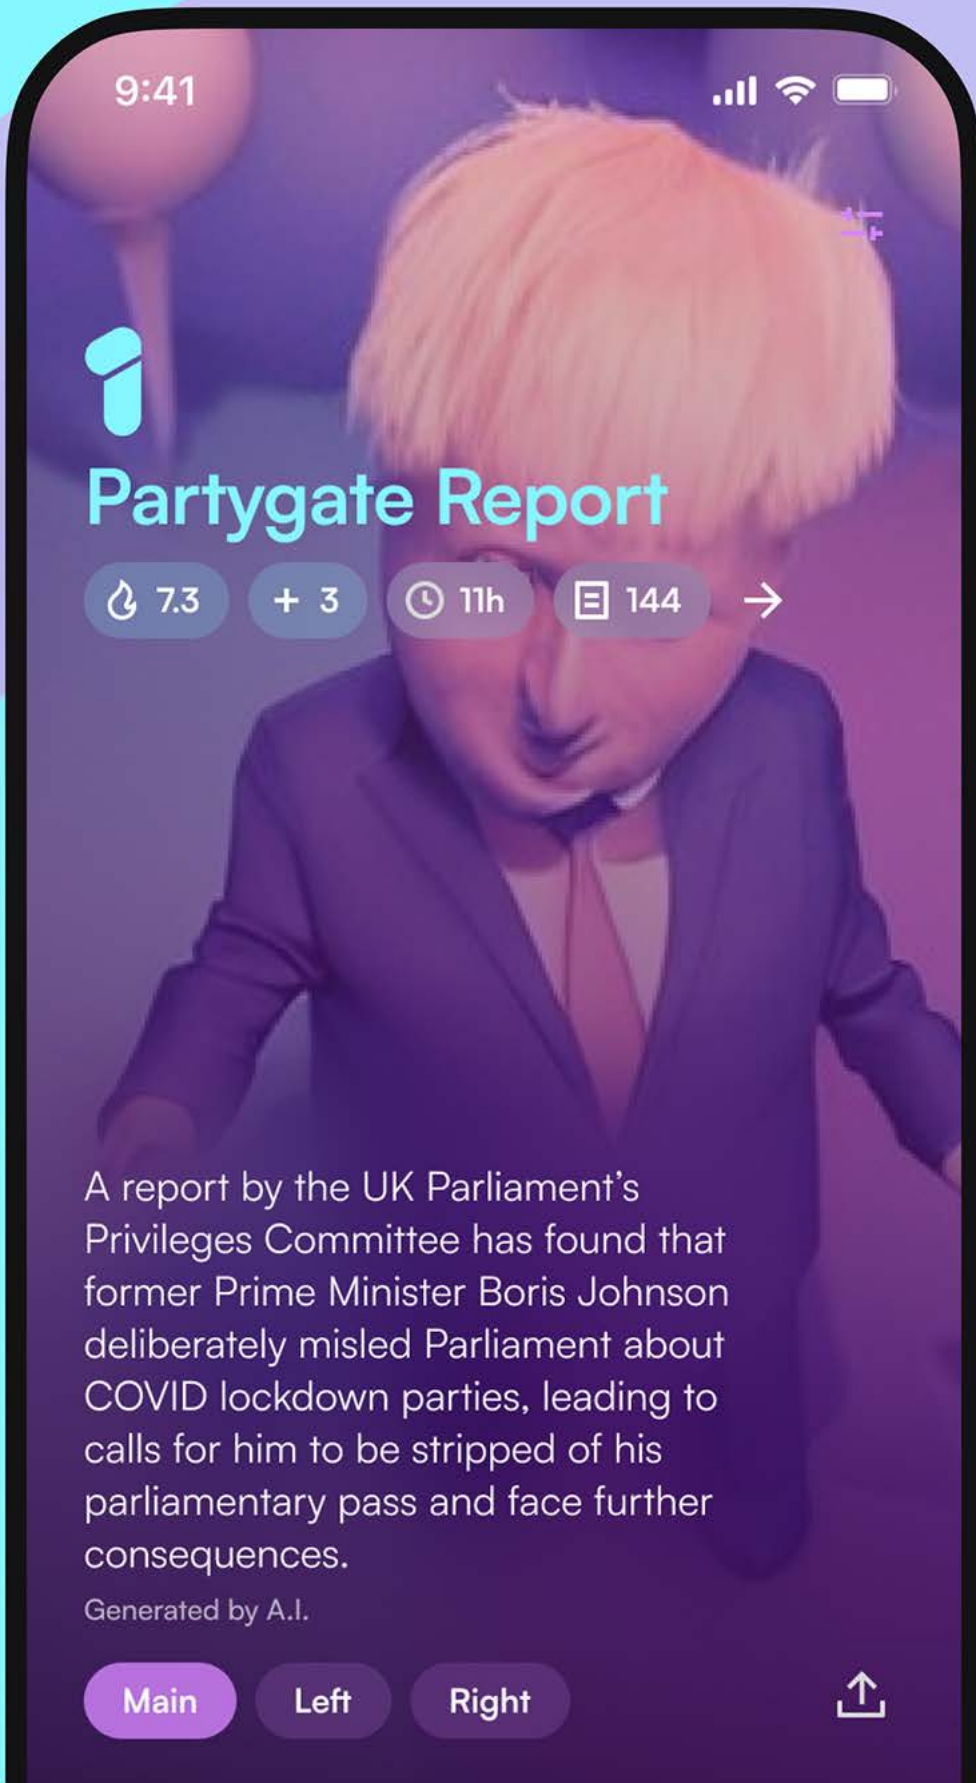 9:41
1
Partygate Report
7.3
+ 3
11h
144
A report by the UK Parliament’s
Privileges Committee has found that
former Prime Minister Boris Johnson
deliberately misled Parliament about
COVID lockdown parties, leading to
calls for him to be stripped of his
parliamentary pass and face further
consequences.
Generated by A.I.
Main
Left
Right